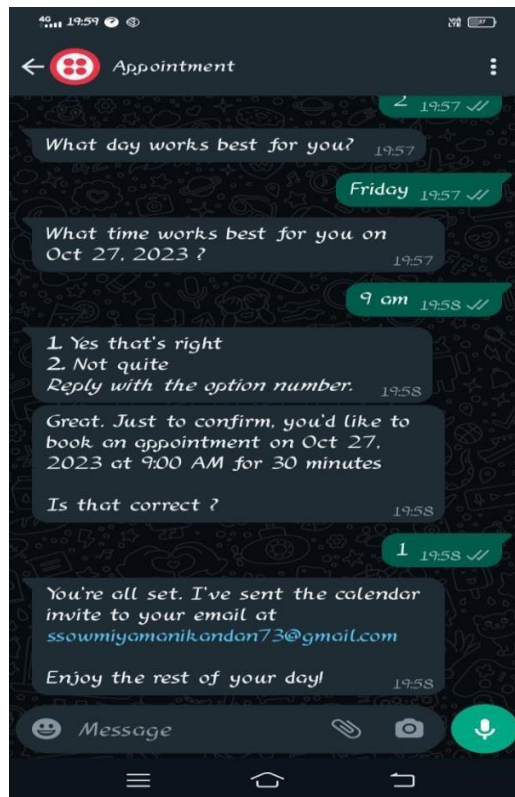 4G 19:59
Vo) LTE 37
Appointment
2 19:57
What day works best for you? 19:57
Friday 19:57
What time works best for you on
Oct 27, 2023 ?
19:57
9 am 19:58
1. Yes that's right
2. Not quite
Reply with the option number. 19:58
Great. Just to confirm, you'd like to
book an appointment on Oct 27,
2023 at 9:00 AM for 30 minutes
Is that correct ?
19:58
1 19:58
You're all set. I've sent the calendar
invite to your email at
ssowmiyamanikandan73@gmail.com
Enjoy the rest of your day!
19:58
Message